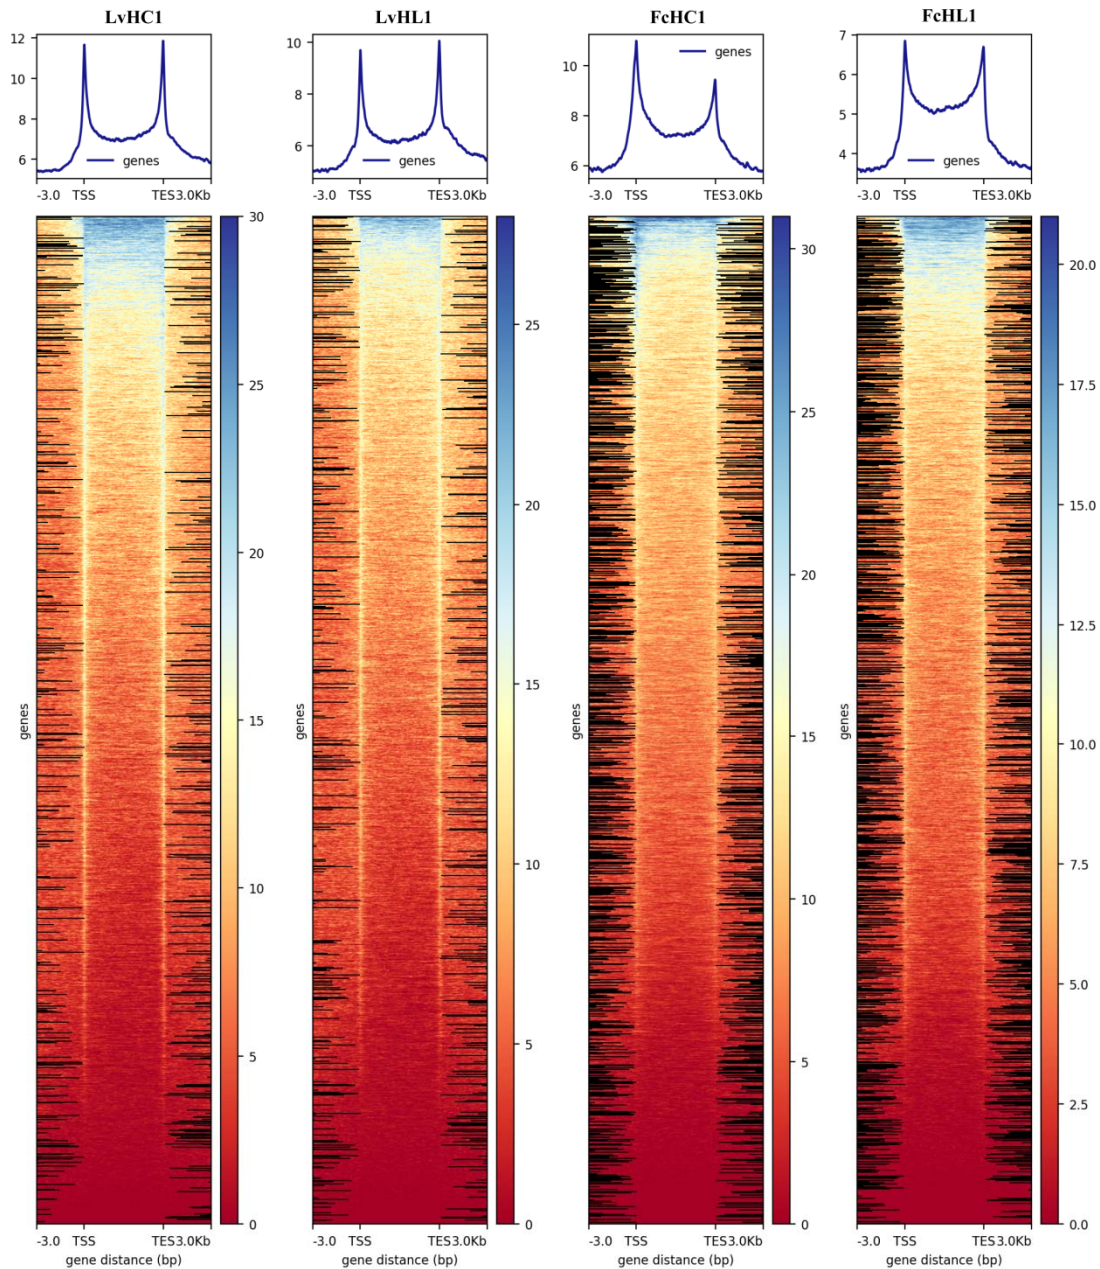 LvHC1
LvHL1
FcHC1
FcHL1
12
10
8
6
genes
-3.0 TSS TES3.0Kb
10
8
6
genes
-3.0 TSS TES3.0Kb
10
8
6
genes
-3.0 TSS TES3.0Kb
7
6
5
4
genes
-3.0 TSS TES3.0Kb
genes
30
25
20
15
10
5
0
-3.0 TSS TES3.0Kb
gene distance (bp)
genes
25
20
15
10
5
0
-3.0 TSS TES3.0Kb
gene distance (bp)
genes
30
25
20
15
10
5
0
-3.0 TSS TES3.0Kb
gene distance (bp)
genes
20.0
17.5
15.0
12.5
10.0
7.5
5.0
2.5
0.0
-3.0 TSS TES3.0Kb
gene distance (bp)